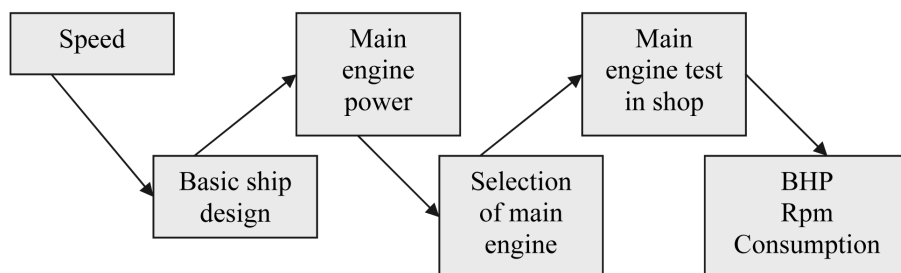 Speed
Basic ship
design
Main
engine
power
Selection
of main
engine
Main
engine test
in shop
BHP
Rpm
Consumption